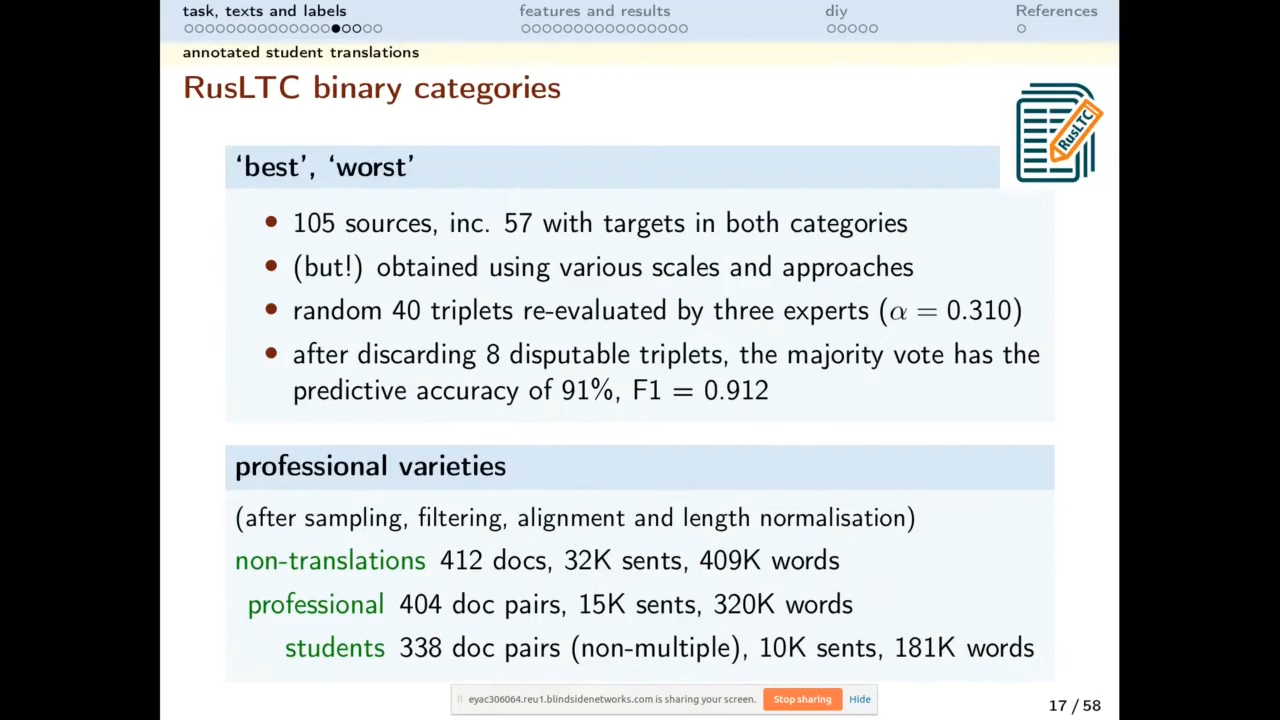 task, texts and labels features and results diy References
annotated student translations
RusLTC binary categories
RusLTC
‘best’, ‘worst’
• 105 sources, inc. 57 with targets in both categories
• (but!) obtained using various scales and approaches
• random 40 triplets re-evaluated by three experts (α = 0.310)
• after discarding 8 disputable triplets, the majority vote has the
predictive accuracy of 91%, F1 = 0.912
professional varieties
(after sampling, filtering, alignment and length normalisation)
non-translations 412 docs, 32K sents, 409K words
professional 404 doc pairs, 15K sents, 320K words
students 338 doc pairs (non-multiple), 10K sents, 181K words
eyac306064.reu1.blindsidenetworks.com is sharing your screen. Stop sharing Hide
17 / 58